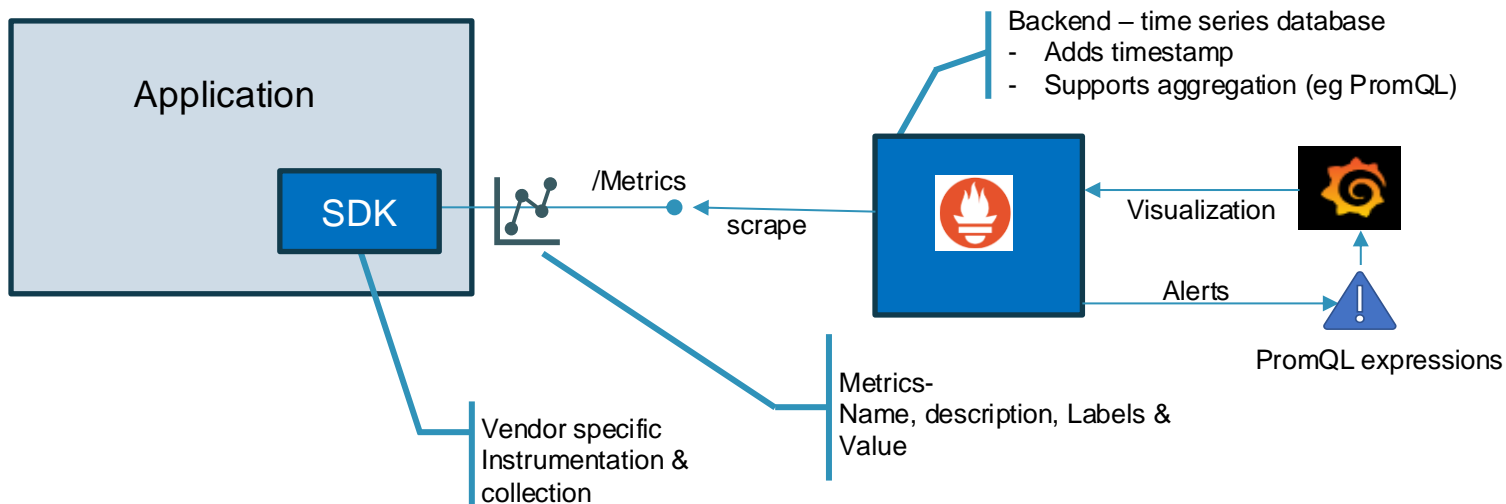 Backend – time series database
- Adds timestamp
- Supports aggregation (eg PromQL)
Application
SDK
/Metrics
scrape
Visualization
Alerts
PromQL expressions
Metrics-
Name, description, Labels &
Value
Vendor specific
Instrumentation &
collection